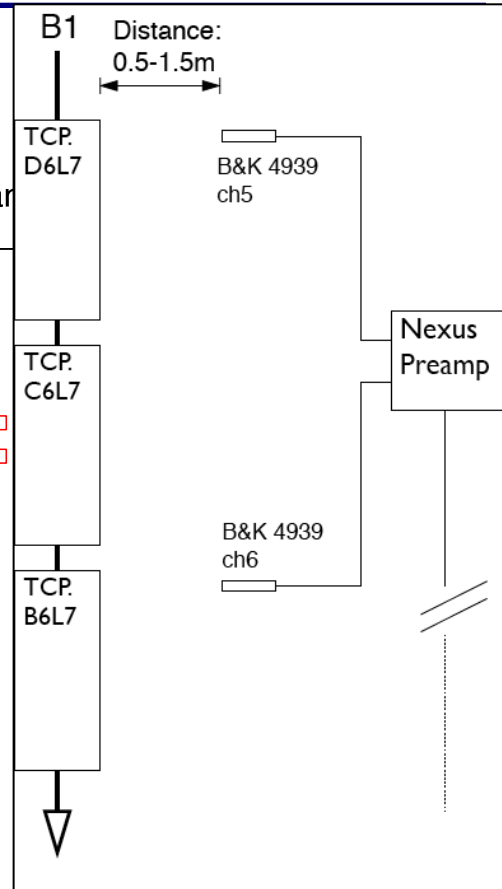 B1
Distance:
0.5-1.5m
TCP.
D6L7
B&K 4939
ch5
Nexus
Preamp
TCP.
C6L7
B&K 4939
ch6
TCP.
B6L7